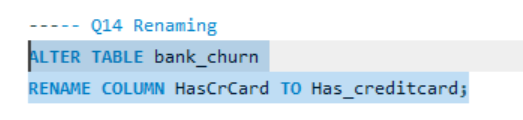 ----- Q14 Renaming
ALTER TABLE bank_churn
RENAME COLUMN HasCrCard TO Has_creditcard;